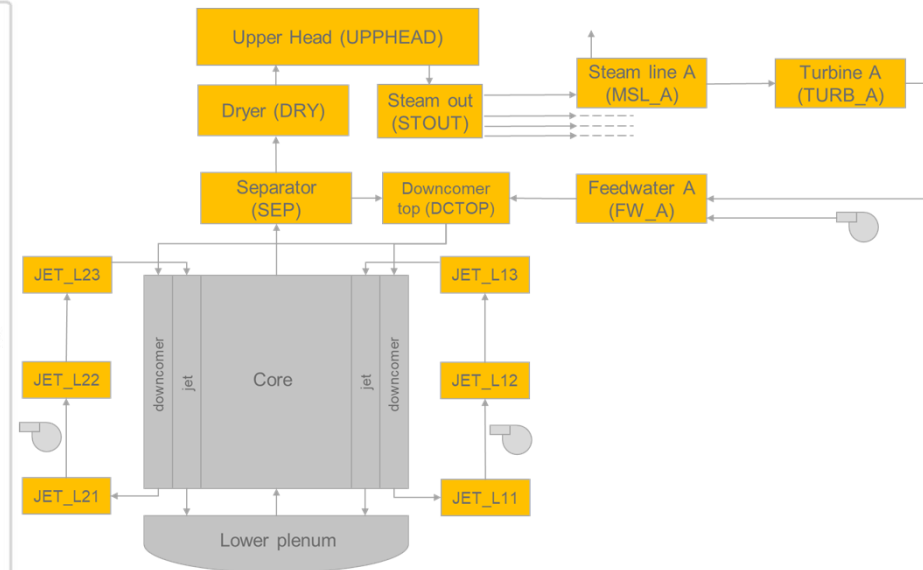 Upper Head (UPPHEAD)
Dryer (DRY)
Steam out
(STOUT)
Steam line A
(MSL_A)
Turbine A
(TURB_A)
Separator
(SEP)
Downcomer
top (DCTOP)
Feedwater A
(FW_A)
JET_L23
JET_L22
JET_L21
downcomer
jet
Core
jet
downcomer
JET_L13
JET_L12
JET_L11
Lower plenum